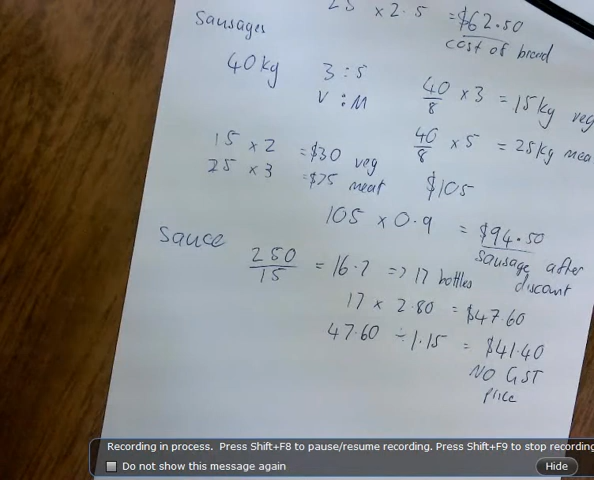 25 × 2.5 = $62.50
cost of bread
Sausages
40kg 3 : 5
V : M
40/8 × 3 = 15kg veg
40/8 × 5 = 25kg mea
15 × 2 = $30 veg
25 × 3 = $75 meat
$105
105 × 0.9 = $94.50
sausage after discount
Sauce
250/15 = 16.7 => 17 bottles
17 × 2.80 = $47.60
47.60 ÷ 1.15 = $41.40
NO GST
price
Recording in process. Press Shift+F8 to pause/resume recording. Press Shift+F9 to stop recording
Do not show this message again
Hide